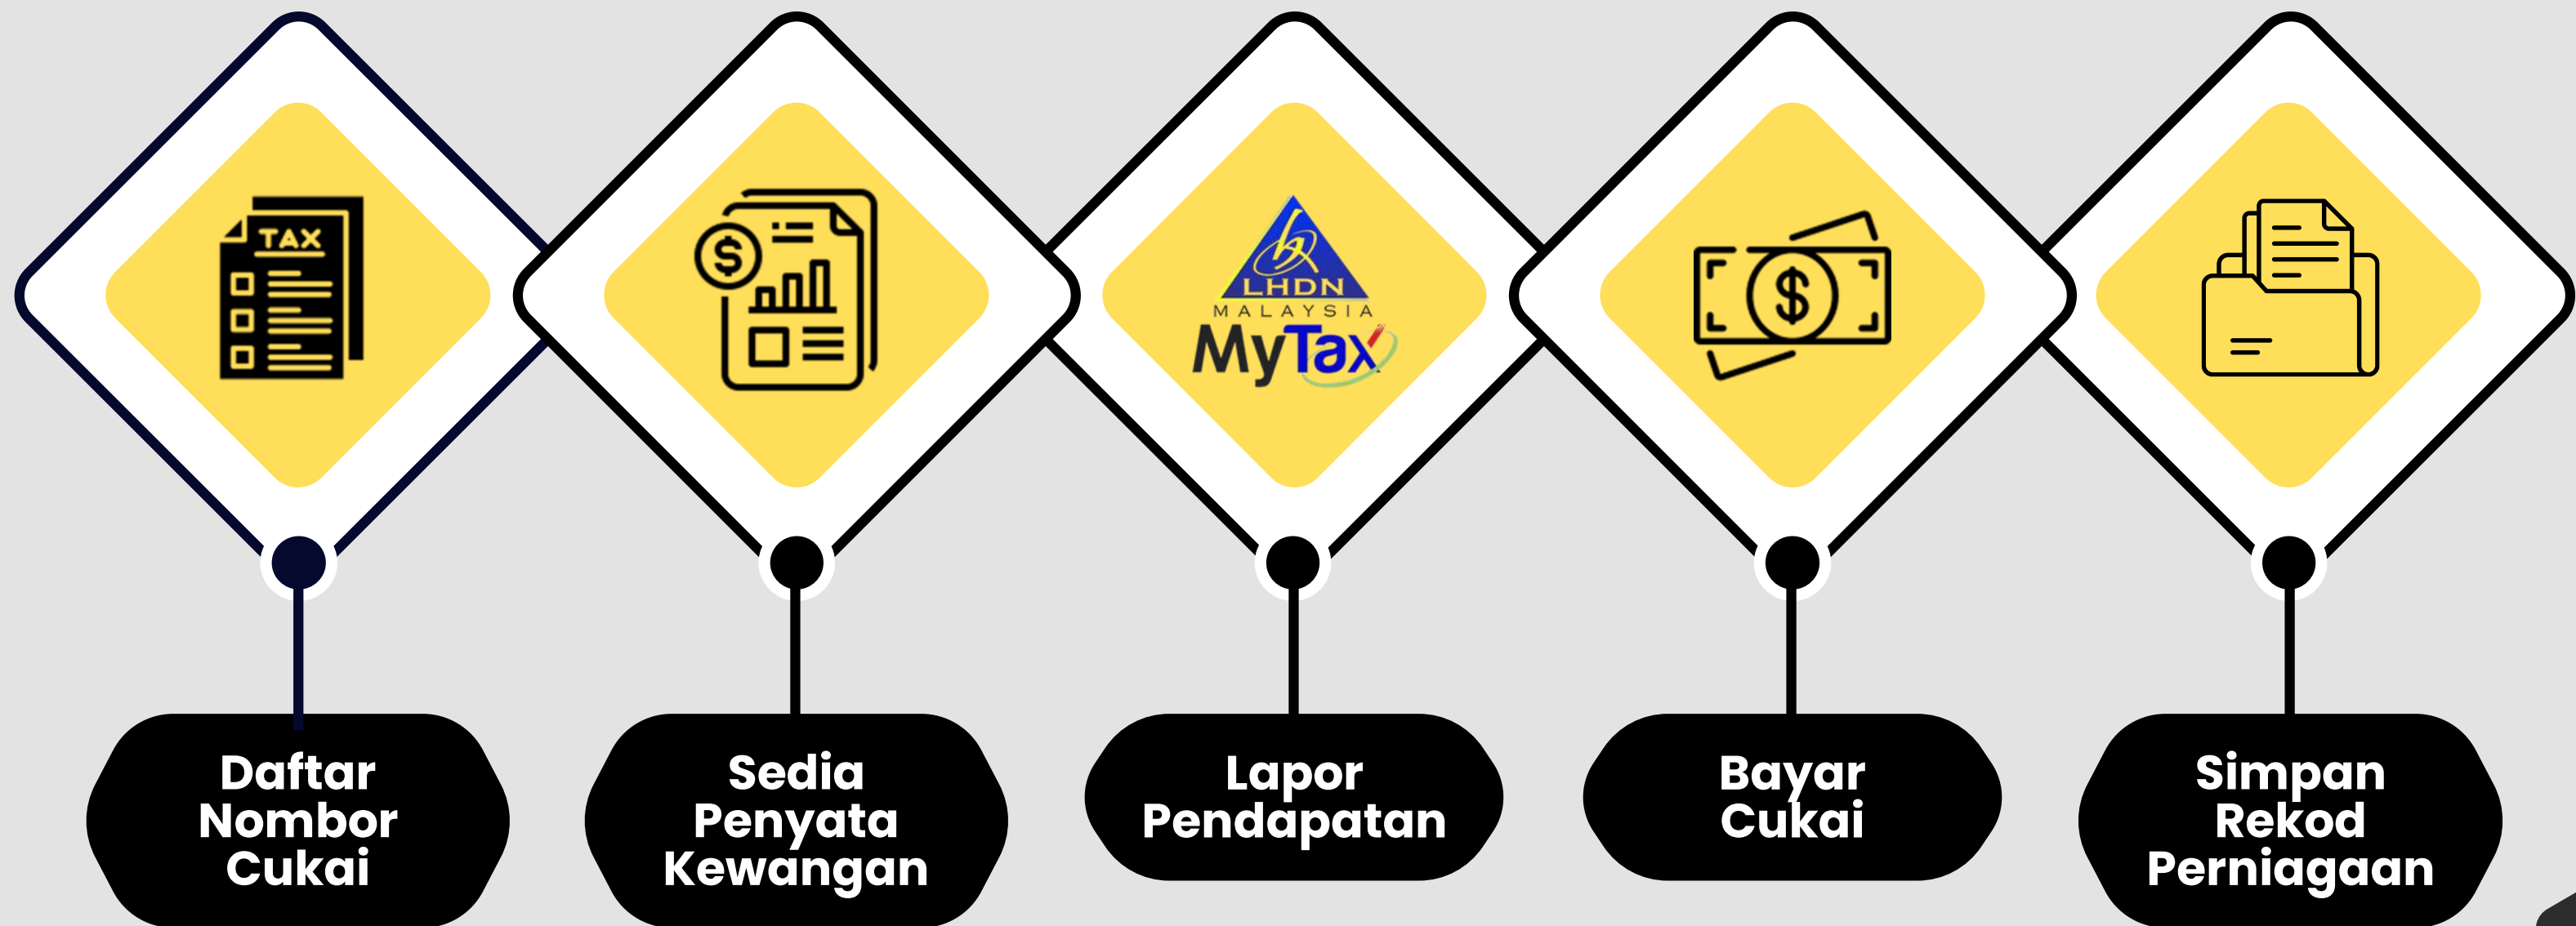 TAX
LHDN
MALAYSIA
MyTax
Daftar
Nombor
Cukai
Sedia
Penyata
Kewangan
Lapor
Pendapatan
Bayar
Cukai
Simpan
Rekod
Perniagaan